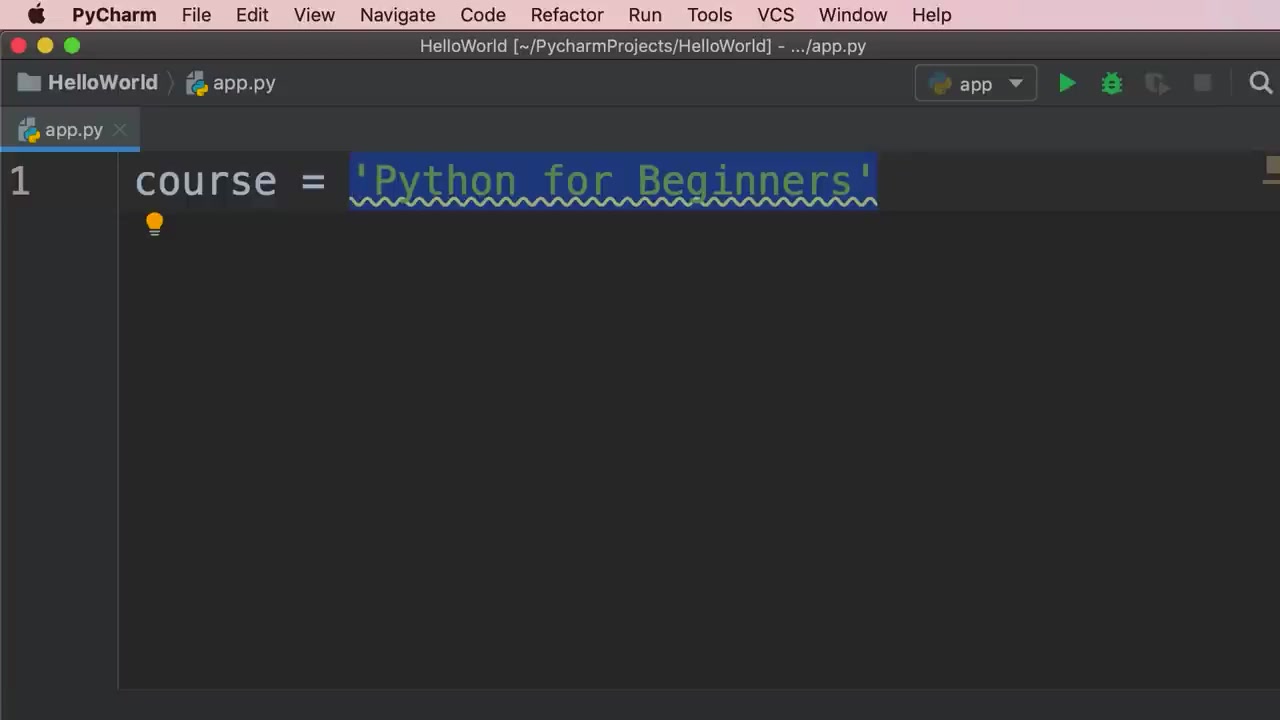 PyCharm File Edit View Navigate Code Refactor Run Tools VCS Window Help
HelloWorld [~/PycharmProjects/HelloWorld] - .../app.py
HelloWorld app.py app
app.py
1 course = 'Python for Beginners'